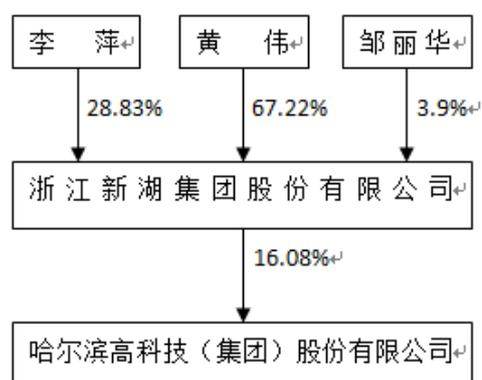 李 萍
黄 伟
邹丽华
28.83%
67.22%
3.9%
浙江新湖集团股份有限公司
16.08%
哈尔滨高科技（集团）股份有限公司